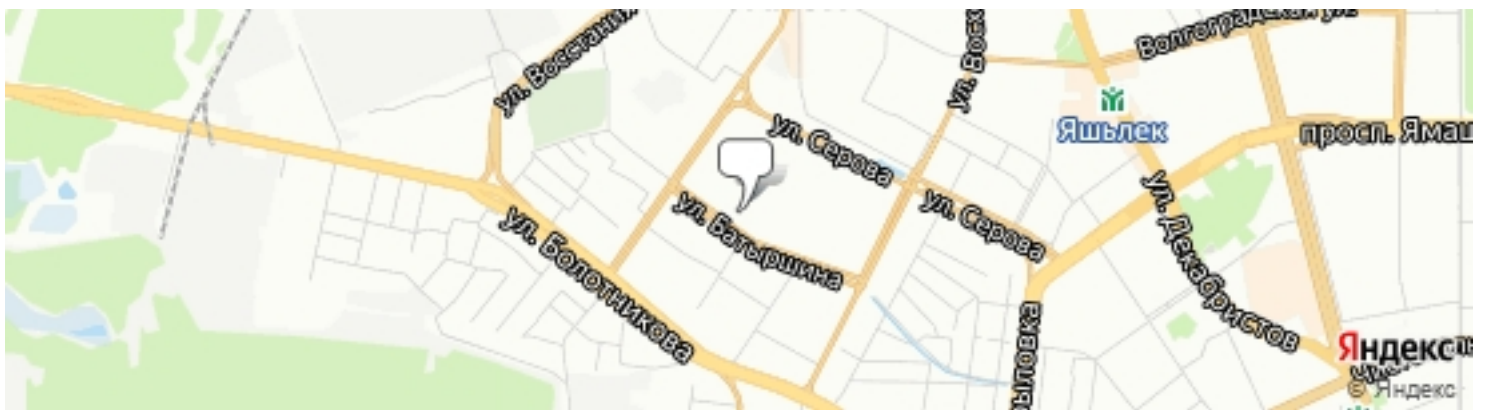 ул. Восстания
ул. Восх
Волгоградская ул.
Яшьлек
просп. Ямаш
ул. Серова
ул. Серова
ул. Батыршина
ул. Болотникова
ул. Декабристов
ыловка
Яндекс
© Яндекс